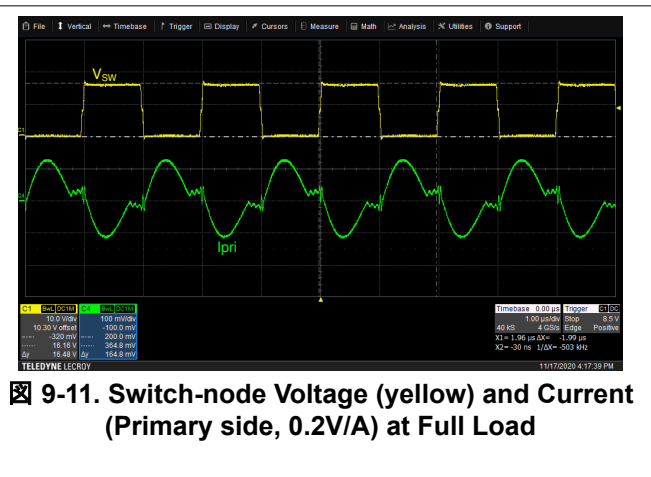 File Vertical Timebase Trigger Display Cursors Measure Math Analysis Utilities Support
VSW
C1
C4
Ipri
C1 BwL DC1M
10.0 V/div
10.30 V offset
-320 mV
16.16 V
Δy 16.48 V
C4 BwL DC1M
100 mV/div
-100.0 mV
200.0 mV
364.8 mV
Δy 164.8 mV
Timebase 0.00 µs
1.00 µs/div
40 kS 4 GS/s
Trigger C1 DC
Stop 8.5 V
Edge Positive
X1= 1.96 µs ΔX= -1.99 µs
X2= -30 ns 1/ΔX= -503 kHz
TELEDYNE LECROY
11/17/2020 4:17:39 PM
図 9-11. Switch-node Voltage (yellow) and Current
(Primary side, 0.2V/A) at Full Load